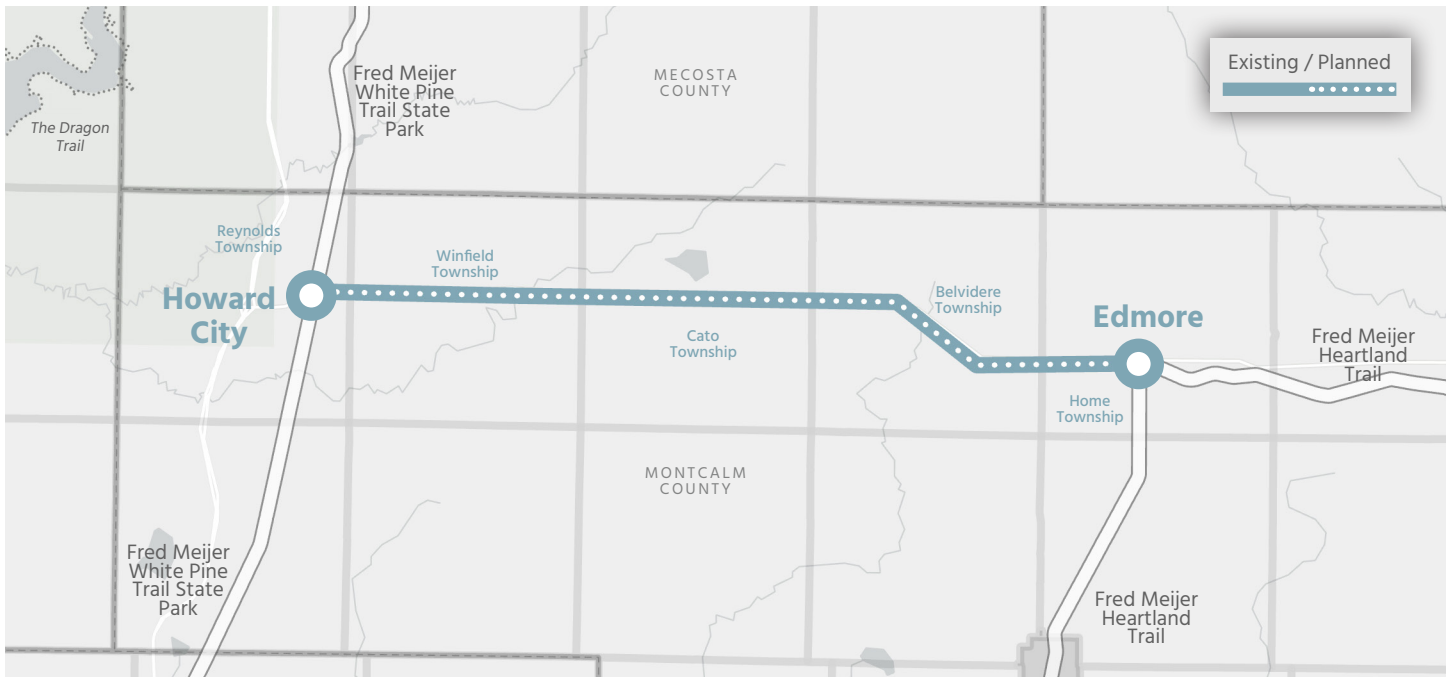 Existing / Planned
MECOSTA
COUNTY
Fred Meijer
White Pine
Trail State
Park
The Dragon
Trail
Reynolds
Township
Winfield
Township
Howard
City
Belvidere
Township
Edmore
Cato
Township
Fred Meijer
Heartland
Trail
Home
Township
MONTCALM
COUNTY
Fred Meijer
White Pine
Trail State
Park
Fred Meijer
Heartland
Trail